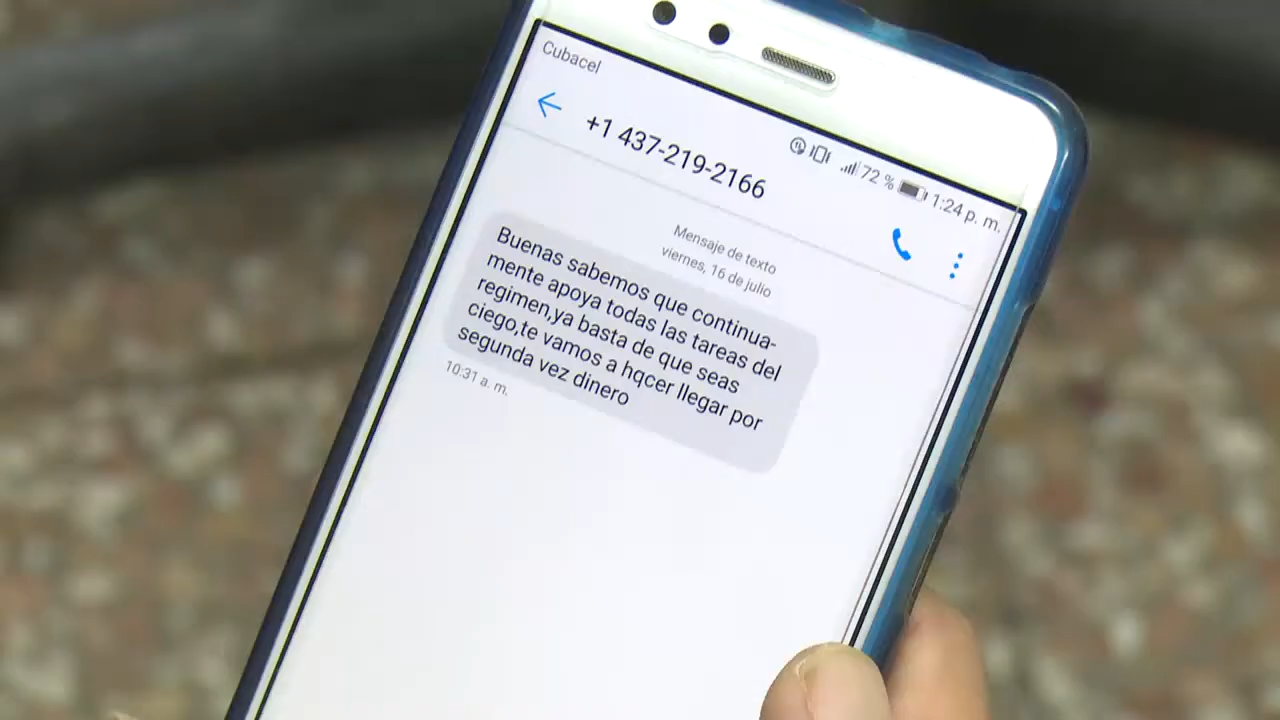 Cubacel
72 % 1:24 p. m.
+1 437-219-2166
Mensaje de texto
viernes, 16 de julio
Buenas sabemos que continua-
mente apoya todas las tareas del
regimen,ya basta de que seas
ciego,te vamos a hqcer llegar por
segunda vez dinero
10:31 a. m.